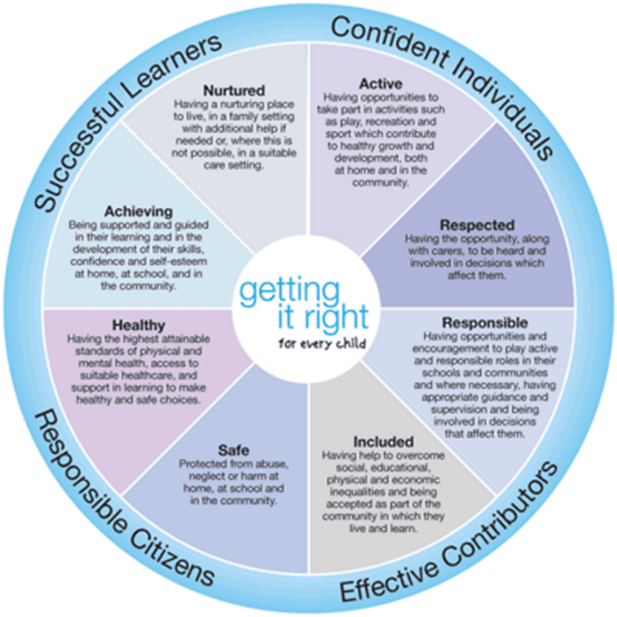 Successful Learners
Confident Individuals
Nurtured
Having a nurturing place
to live, in a family setting
with additional help if
needed or, where this is
not possible, in a suitable
care setting.
Active
Having opportunities to
take part in activities such
as play, recreation and
sport which contribute
to healthy growth and
development, both
at home and in the
community.
Achieving
Being supported and guided
in their learning and in the
development of their skills,
confidence and self-esteem
at home, at school, and in
the community.
Respected
Having the opportunity, along
with carers, to be heard and
involved in decisions which
affect them.
getting
it right
for every child
Healthy
Having the highest attainable
standards of physical and
mental health, access to
suitable healthcare, and
support in learning to make
healthy and safe choices.
Responsible
Having opportunities and
encouragement to play active
and responsible roles in their
schools and communities
and where necessary, having
appropriate guidance and
supervision and being
involved in decisions
that affect them.
Safe
Protected from abuse,
neglect or harm at
home, at school and
in the community.
Included
Having help to overcome
social, educational,
physical and economic
inequalities and being
accepted as part of the
community in which they
live and learn.
Responsible Citizens
Effective Contributors